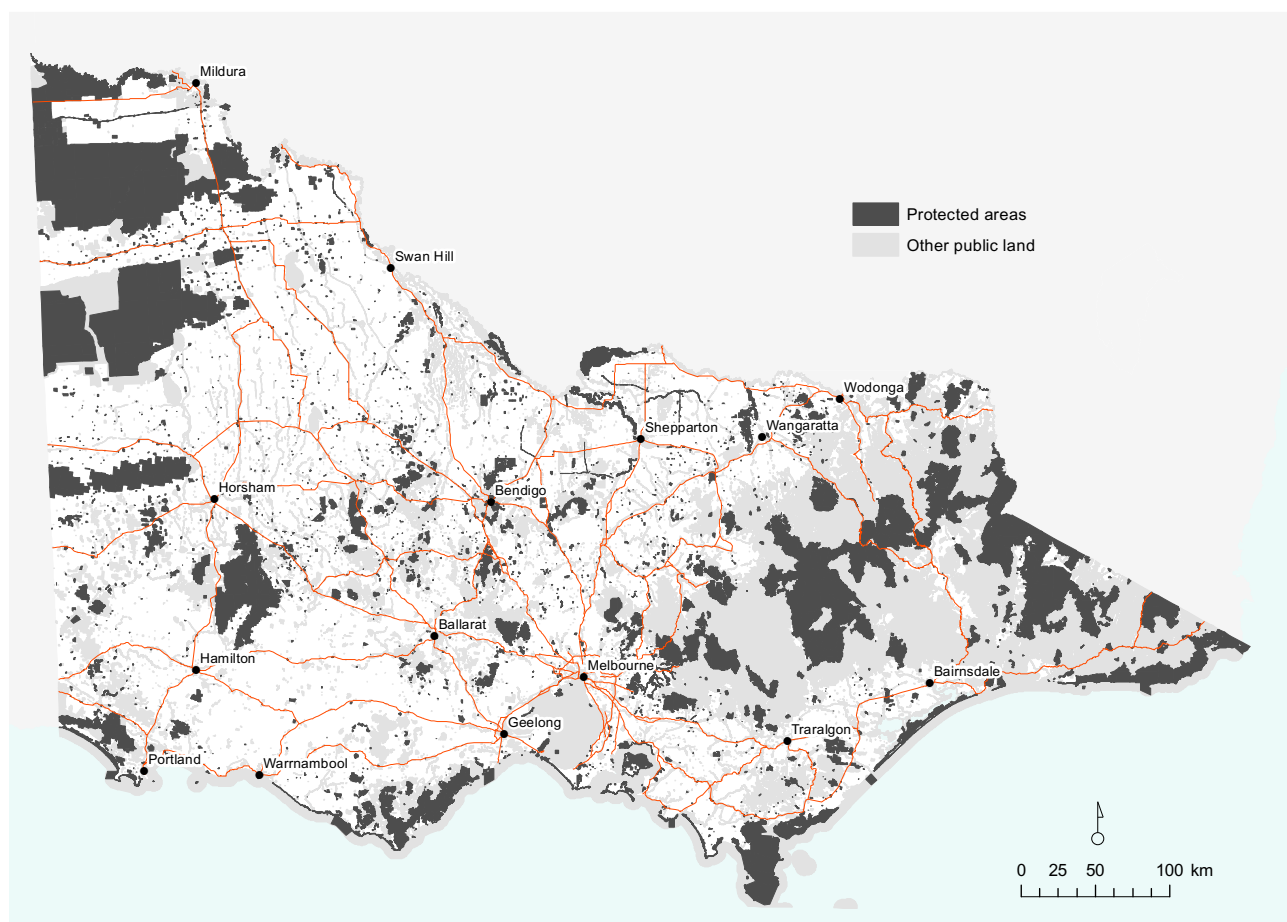 Mildura
Protected areas
Other public land
Swan Hill
Wodonga
Shepparton
Wangaratta
Horsham
Bendigo
Ballarat
Hamilton
Melbourne
Bairnsdale
Geelong
Traralgon
Portland
Warrnambool
0 25 50 100 km